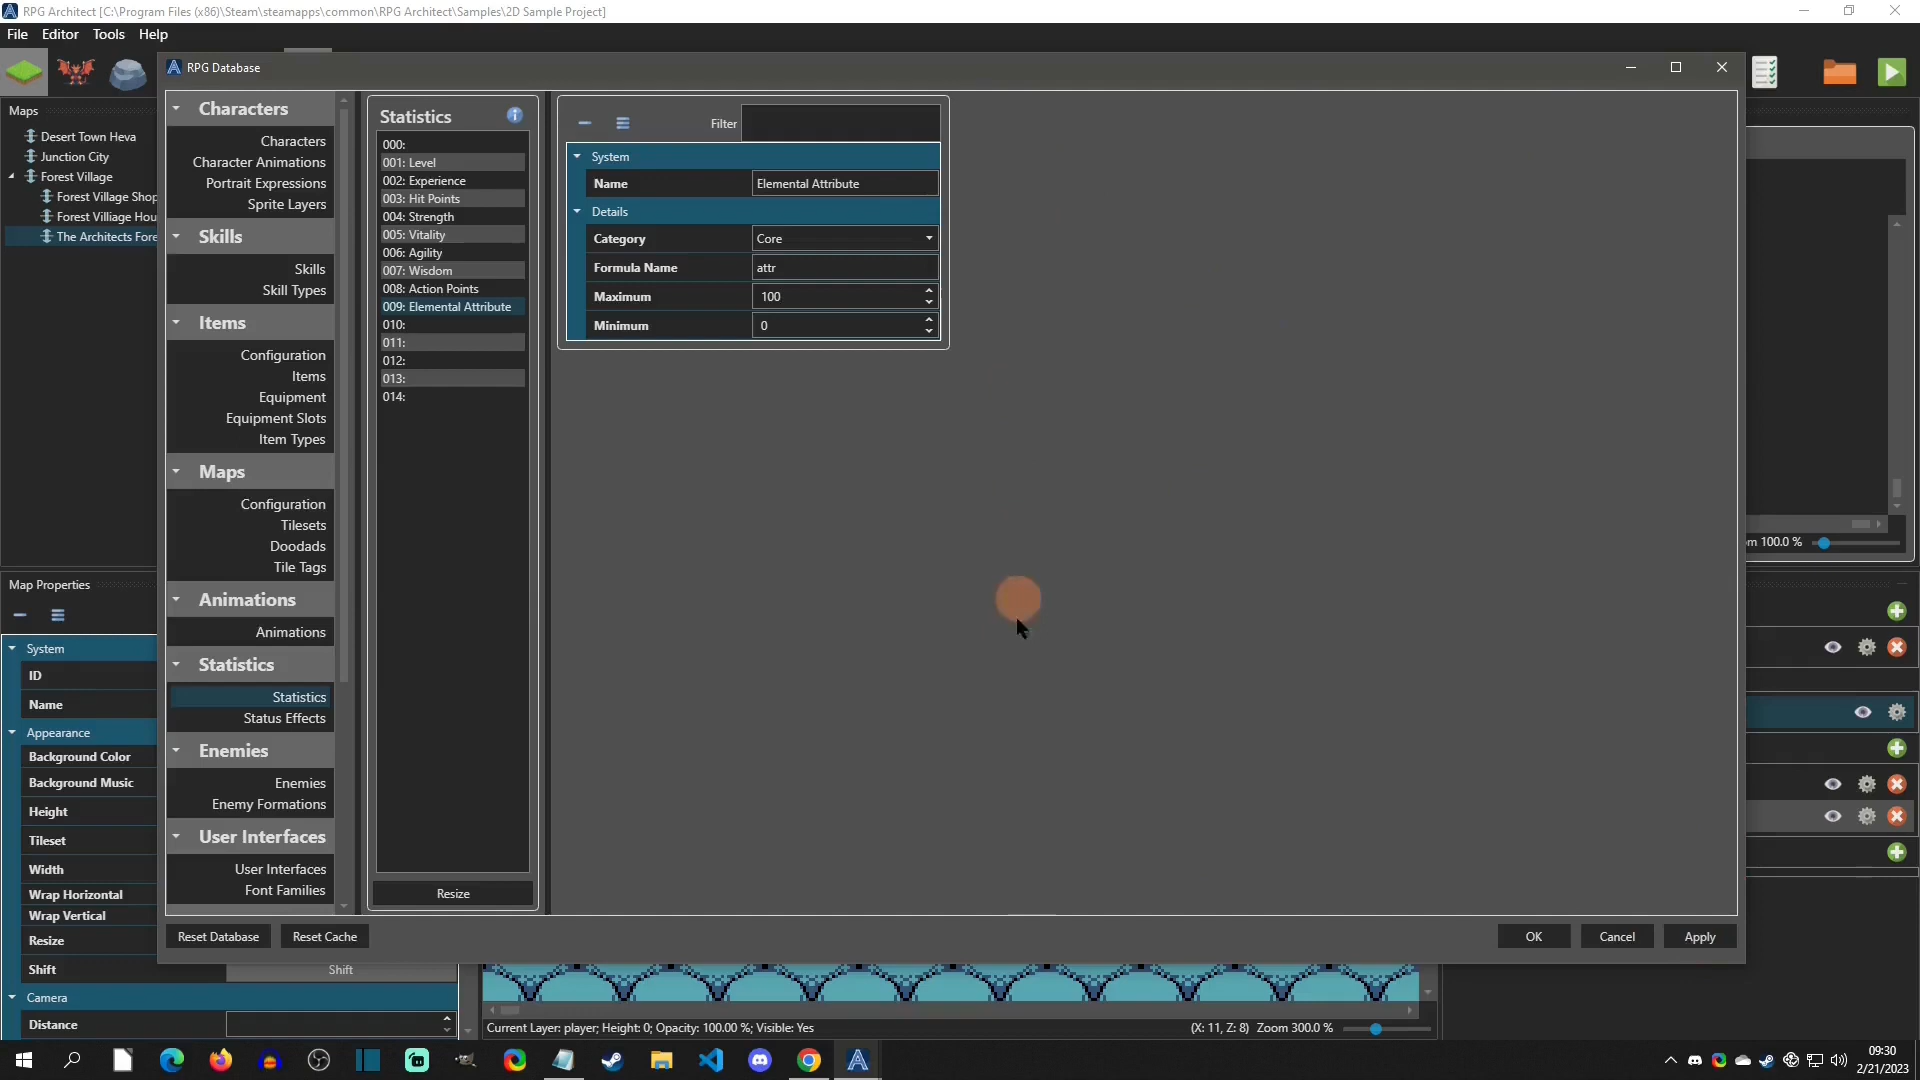 RPG Architect [C:\Program Files (x86)\Steam\steamapps\common\RPG Architect\Samples\2D Sample Project]
File Editor Tools Help
RPG Database
Maps
Desert Town Heva
Junction City
Forest Village
Forest Village Shop
Forest Villiage Hou
The Architects Fore
Characters
Characters
Character Animations
Portrait Expressions
Sprite Layers
Skills
Skills
Skill Types
Items
Configuration
Items
Equipment
Equipment Slots
Item Types
Maps
Configuration
Tilesets
Doodads
Tile Tags
Animations
Animations
Statistics
Statistics
Status Effects
Enemies
Enemies
Enemy Formations
User Interfaces
User Interfaces
Font Families
Statistics
000:
001: Level
002: Experience
003: Hit Points
004: Strength
005: Vitality
006: Agility
007: Wisdom
008: Action Points
009: Elemental Attribute
010:
011:
012:
013:
014:
Resize
Filter
System
Name Elemental Attribute
Details
Category Core
Formula Name attr
Maximum 100
Minimum 0
Reset Database Reset Cache
OK Cancel Apply
m 100.0 %
Map Properties
System
ID
Name
Appearance
Background Color
Background Music
Height
Tileset
Width
Wrap Horizontal
Wrap Vertical
Resize
Shift Shift
Camera
Distance
Current Layer: player; Height: 0; Opacity: 100.00 %; Visible: Yes
(X: 11, Z: 8) Zoom 300.0 %
09:30
2/21/2023